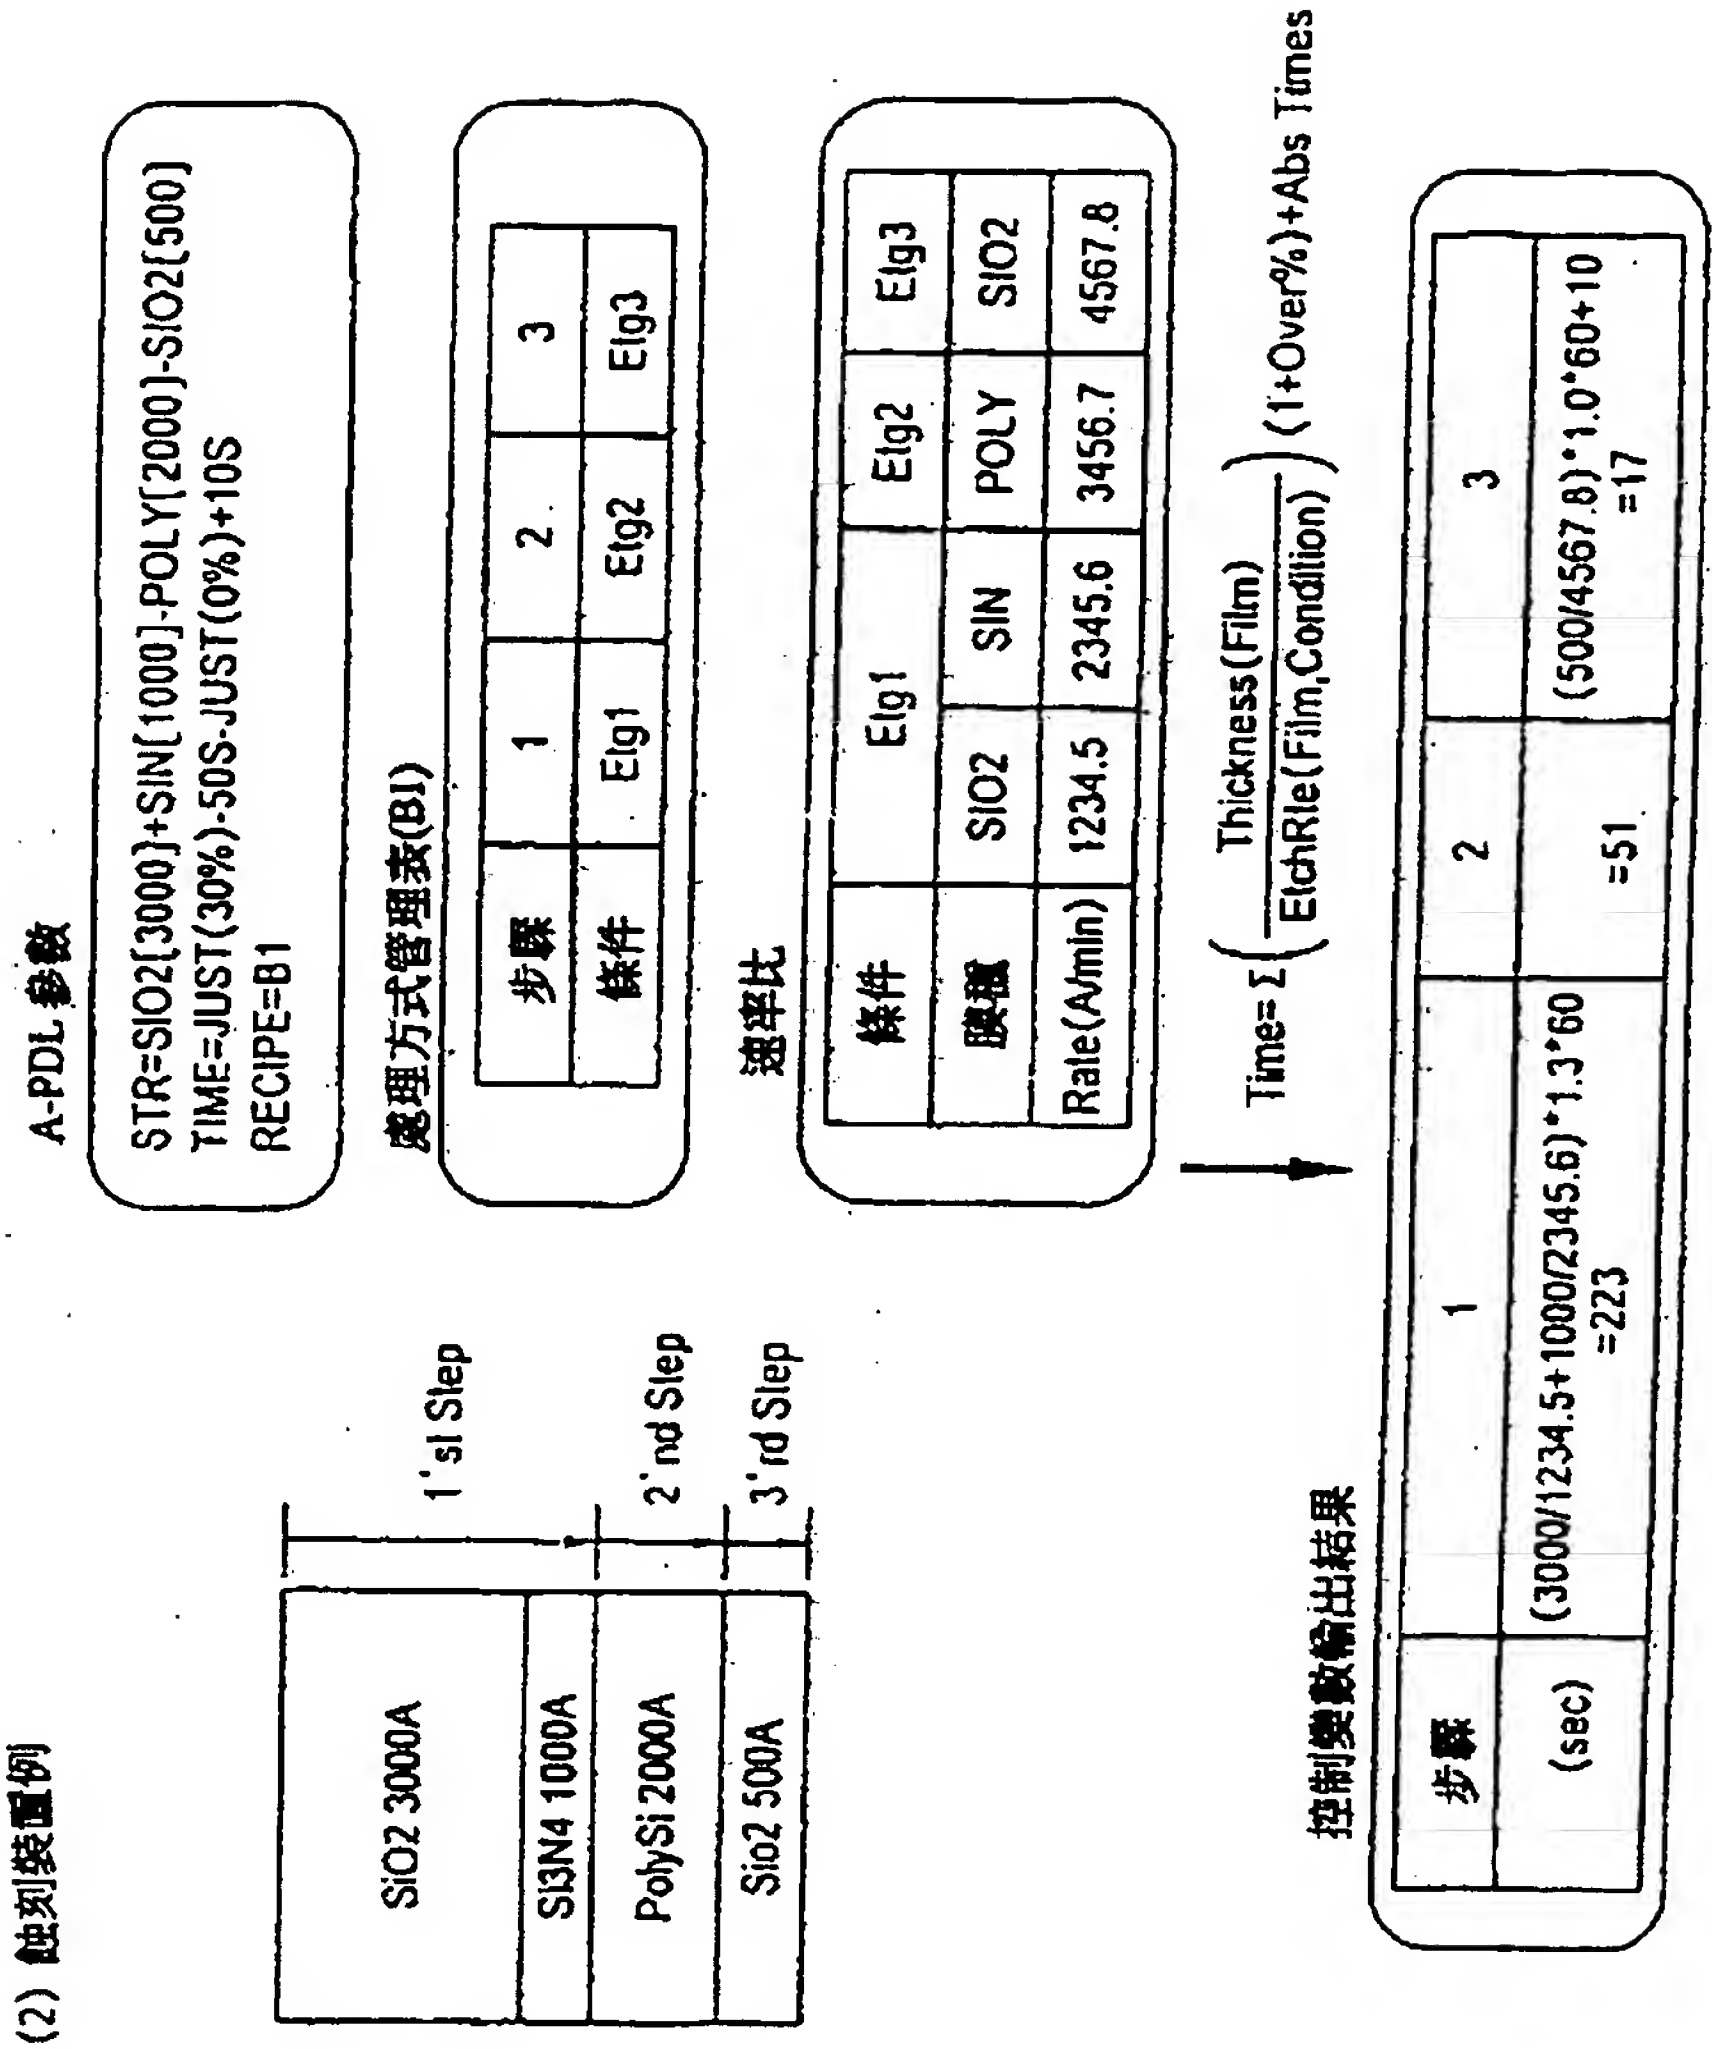 (2) 蝕刻裝置例
SiO2 3000A
Si3N4 1000A
PolySi 2000A
Sio2 500A
1'st Step
2'nd Step
3'rd Step
A-PDL 參數
STR=SIO2[3000]+SIN[1000]-POLY[2000]-SIO2[500]
TIME=JUST(30%)-50S-JUST(0%)+10S
RECIPE=B1
處理方式管理表(B1)
步驟 1 2 3
條件 Etg1 Etg2 Etg3
速率比
條件 Etg1 Etg2 Etg3
膜種 SIO2 SIN POLY SIO2
Rate(A/min) 1234.5 2345.6 3456.7 4567.8
Time=Σ(Thickness(Film)
EtchRte(Film,Condition))(1+Over%)+Abs Times
控制變數輸出結果
步驟 1 2 3
(sec) (3000/1234.5+1000/2345.6)*1.3*60 (500/4567.8)*1.0*60+10
=223 =51 =17